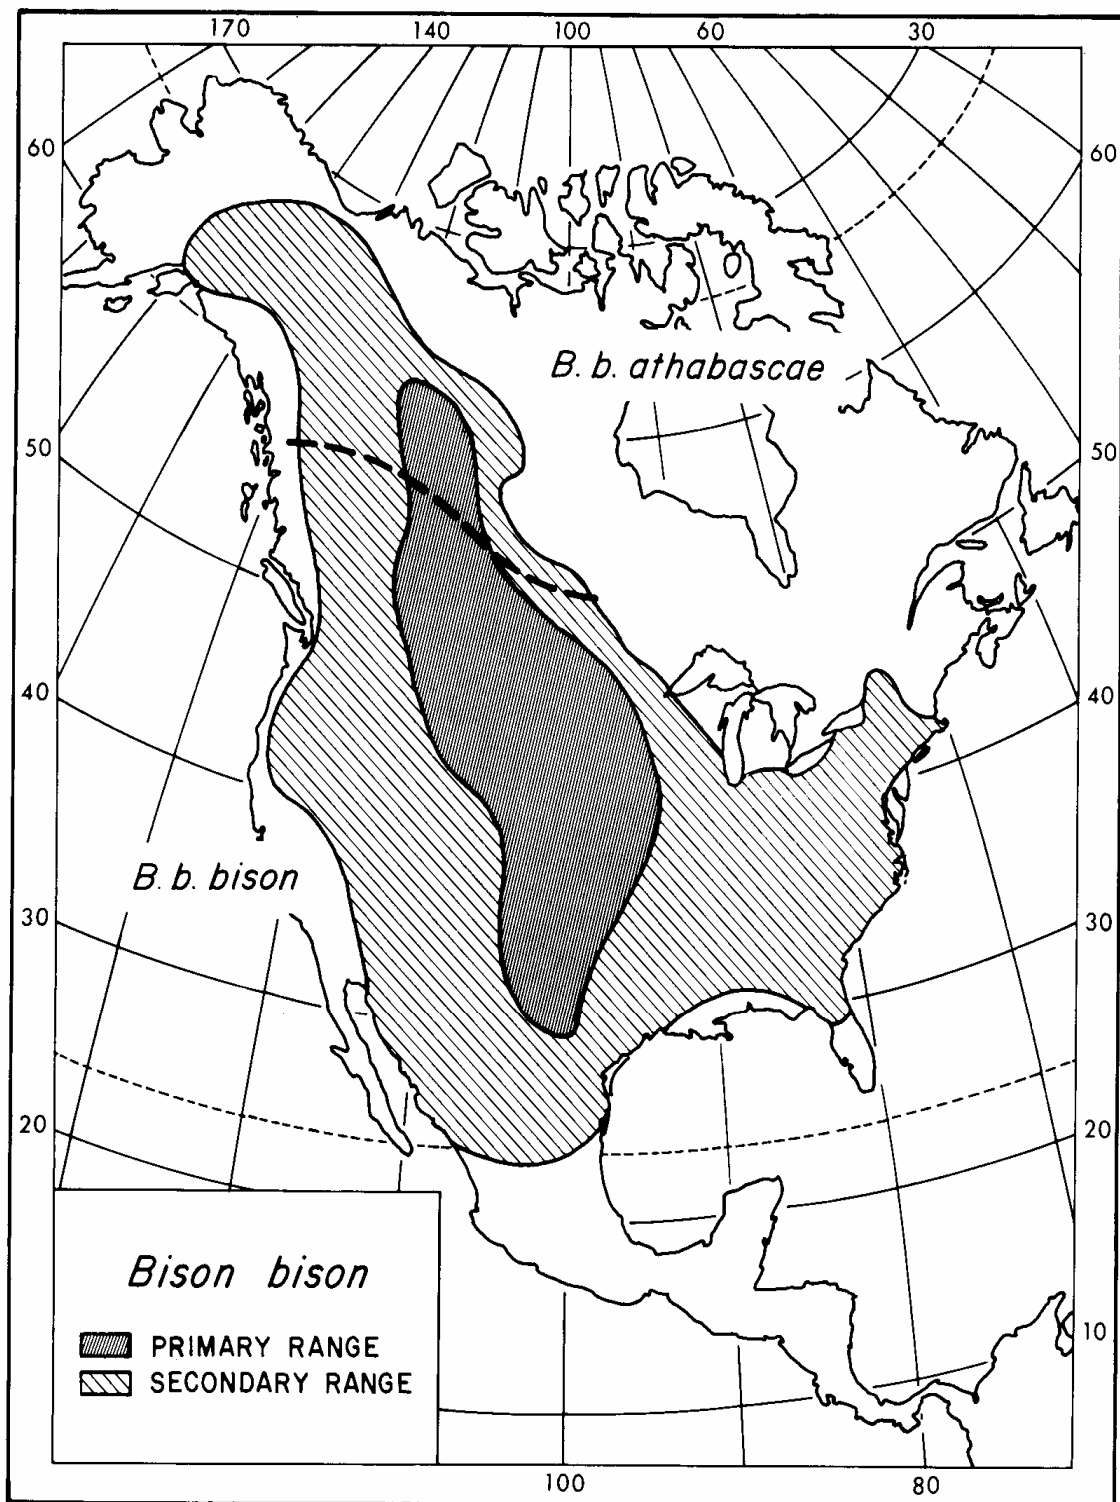 170 140 100 60 30
60
60
B. b. athabascae
50
50
40
40
B. b. bison
30
30
20
20
Bison bison
PRIMARY RANGE
10
SECONDARY RANGE
100 80